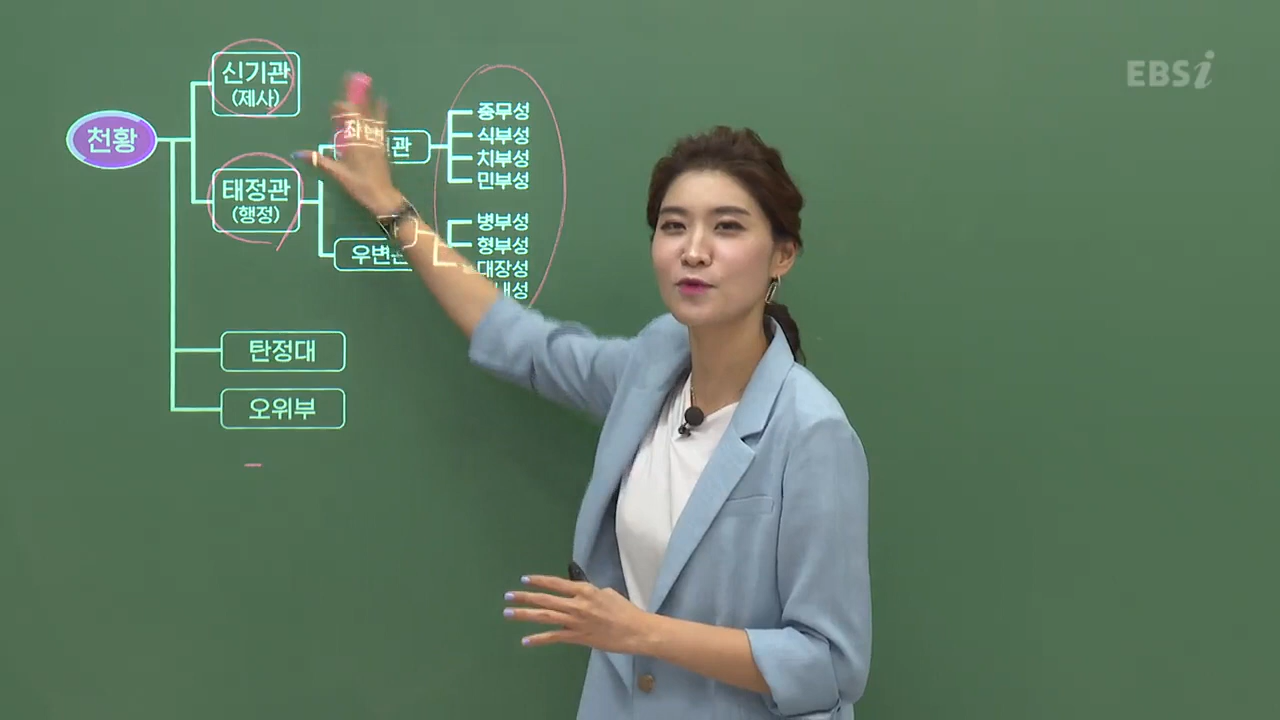 EBSi
신기관
(제사)
천황
태정관
(행정)
중무성
식부성
치부성
민부성
우변관
병부성
형부성
대장성
탄정대
오위부